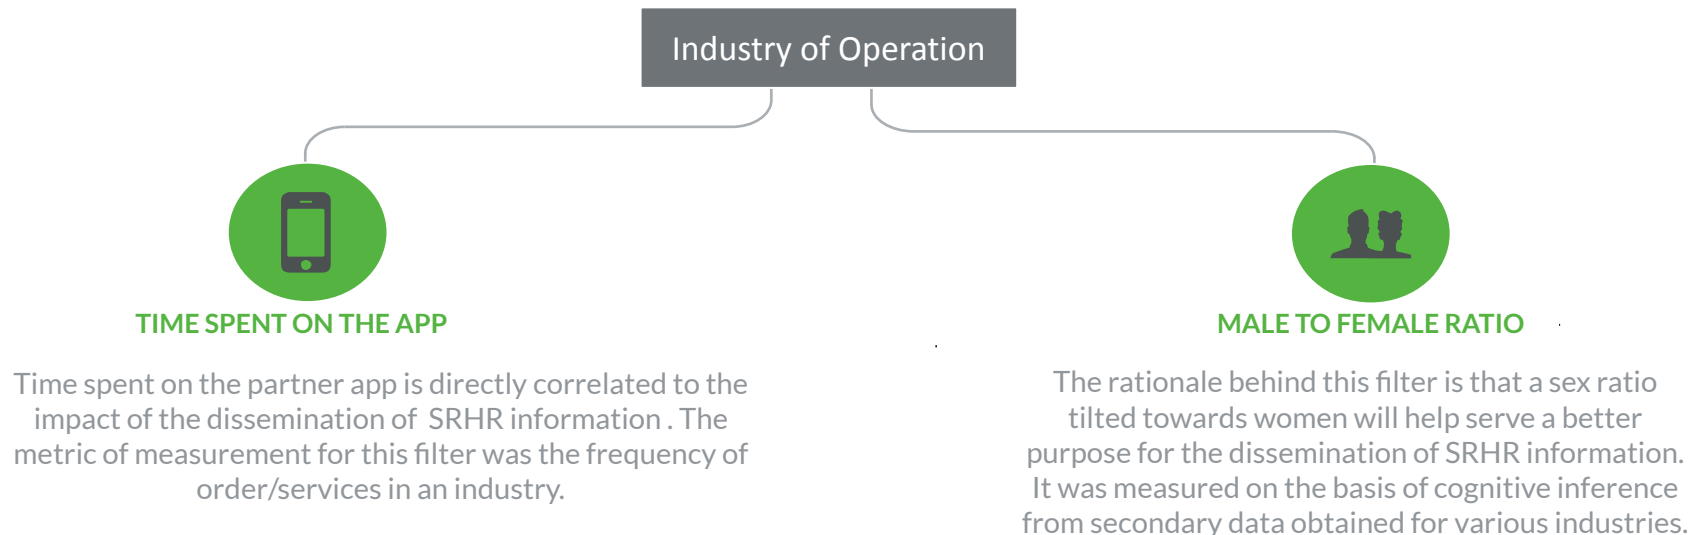 Industry of Operation
TIME SPENT ON THE APP
Time spent on the partner app is directly correlated to the
impact of the dissemination of SRHR information . The
metric of measurement for this filter was the frequency of
order/services in an industry.
MALE TO FEMALE RATIO
The rationale behind this filter is that a sex ratio
tilted towards women will help serve a better
purpose for the dissemination of SRHR information.
It was measured on the basis of cognitive inference
from secondary data obtained for various industries.